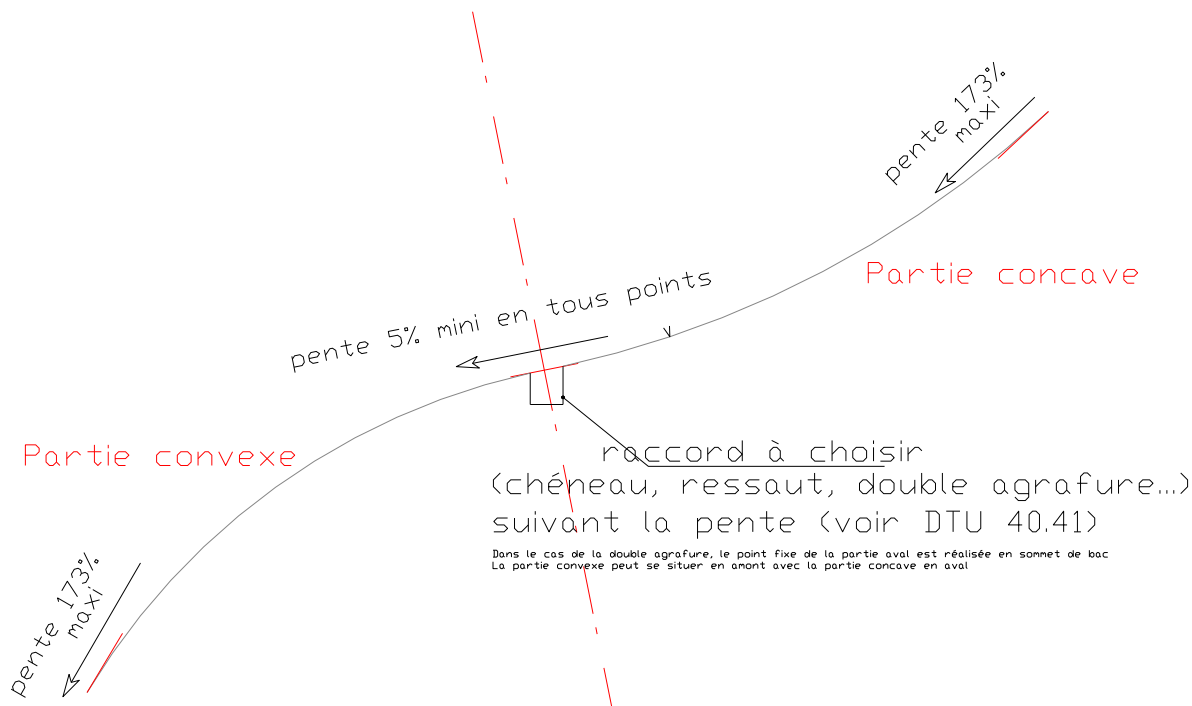 pente 173%
maxi
Partie concave
pente 5% mini en tous points
v
Partie convexe
raccord à choisir
(chéneau, ressaut, double agrafure...)
suivant la pente (voir DTU 40.41)
Dans le cas de la double agrafure, le point fixe de la partie aval est réalisée en sommet de bac
La partie convexe peut se situer en amont avec la partie concave en aval
pente 173%
maxi